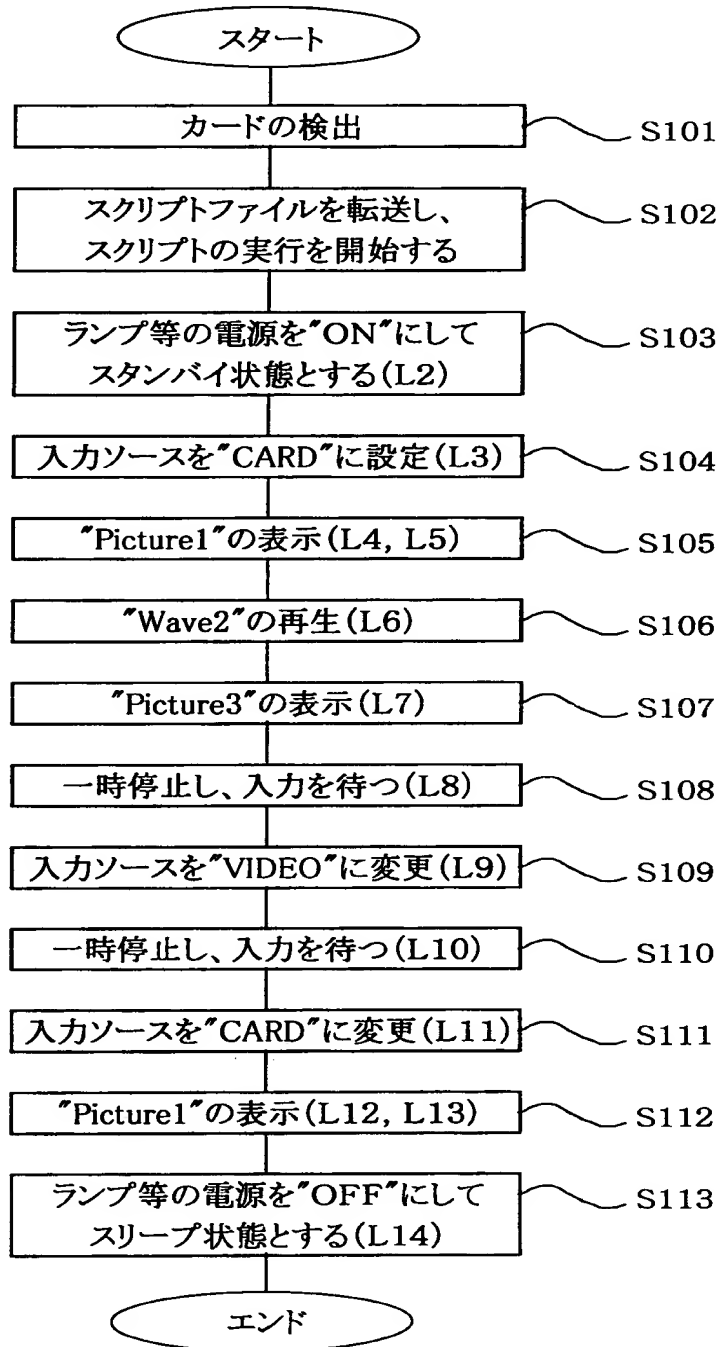 スタート
カードの検出
S101
スクリプトファイルを転送し、
スクリプトの実行を開始する
S102
ランプ等の電源を"ON"にして
スタンバイ状態とする(L2)
S103
入力ソースを"CARD"に設定(L3)
S104
"Picture1"の表示(L4, L5)
S105
"Wave2"の再生(L6)
S106
"Picture3"の表示(L7)
S107
一時停止し、入力を待つ(L8)
S108
入力ソースを"VIDEO"に変更(L9)
S109
一時停止し、入力を待つ(L10)
S110
入力ソースを"CARD"に変更(L11)
S111
"Picture1"の表示(L12, L13)
S112
ランプ等の電源を"OFF"にして
スリープ状態とする(L14)
S113
エンド